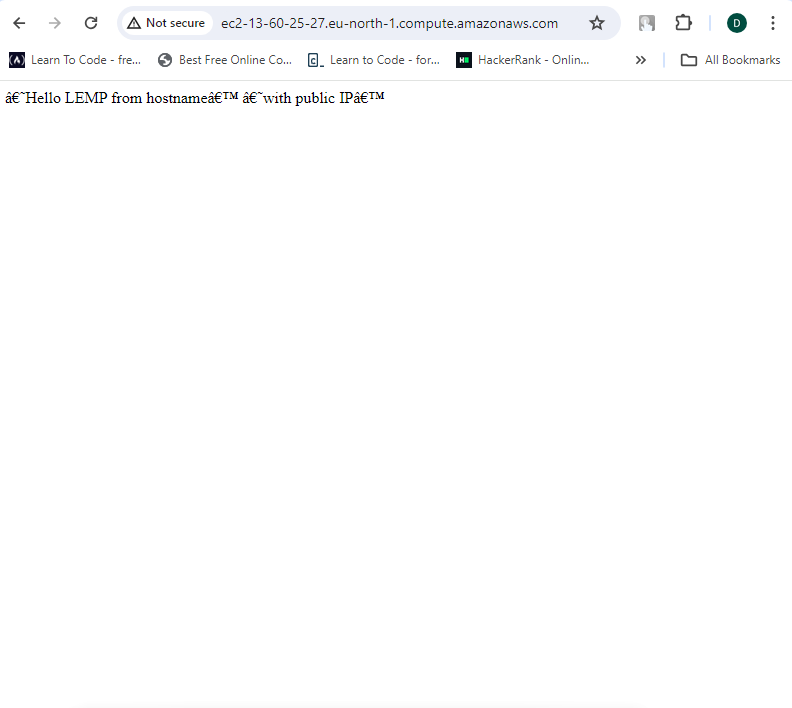 Not secure ec2-13-60-25-27.eu-north-1.compute.amazonaws.com D
Learn To Code - fre... Best Free Online Co... Learn to Code - for... HackerRank - Onlin... » All Bookmarks
â€˜Hello LEMP from hostnameâ€™ â€˜with public IPâ€™